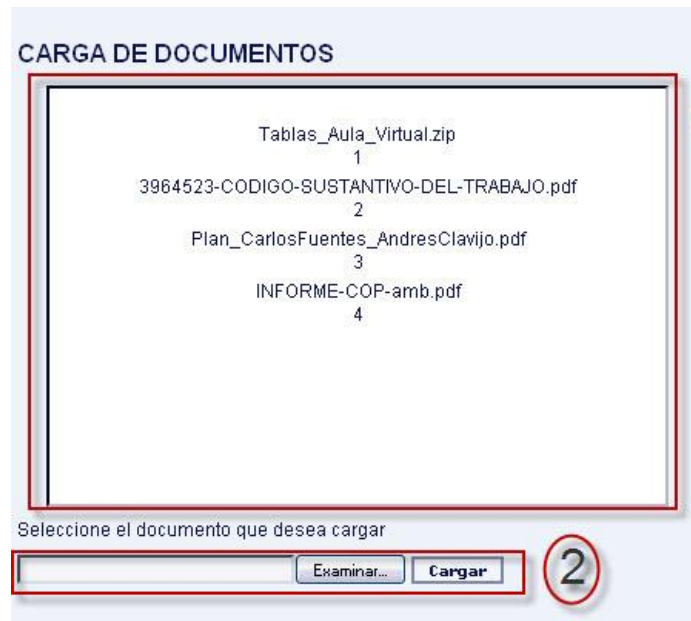 CARGA DE DOCUMENTOS
Tablas_Aula_Virtual.zip
1
3964523-CODIGO-SUSTANTIVO-DEL-TRABAJO.pdf
2
Plan_CarlosFuentes_AndresClavijo.pdf
3
INFORME-COP-amb.pdf
4
Seleccione el documento que desea cargar
Examinar... Cargar 2